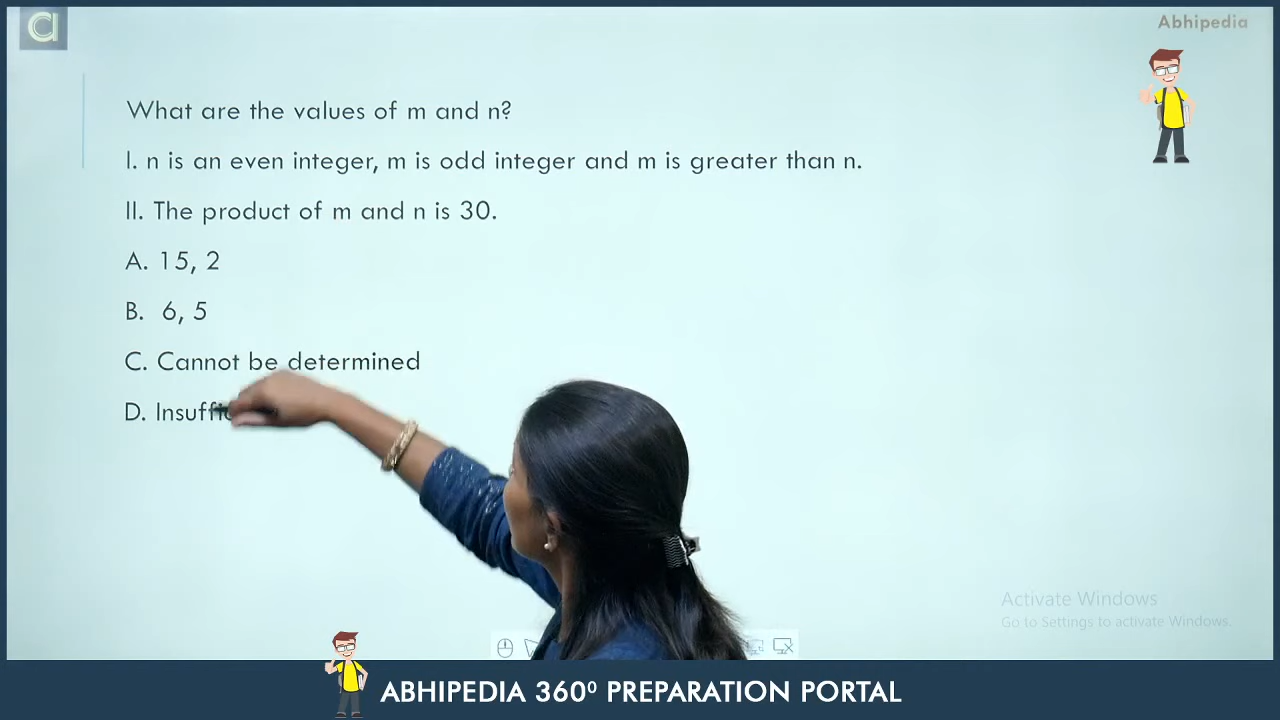 Abhipedia
What are the values of m and n?
I. n is an even integer, m is odd integer and m is greater than n.
II. The product of m and n is 30.
A. 15, 2
B. 6, 5
C. Cannot be determined
D.
Activate Windows
Go to Settings to activate Windows.
ABHIPEDIA 360⁰ PREPARATION PORTAL